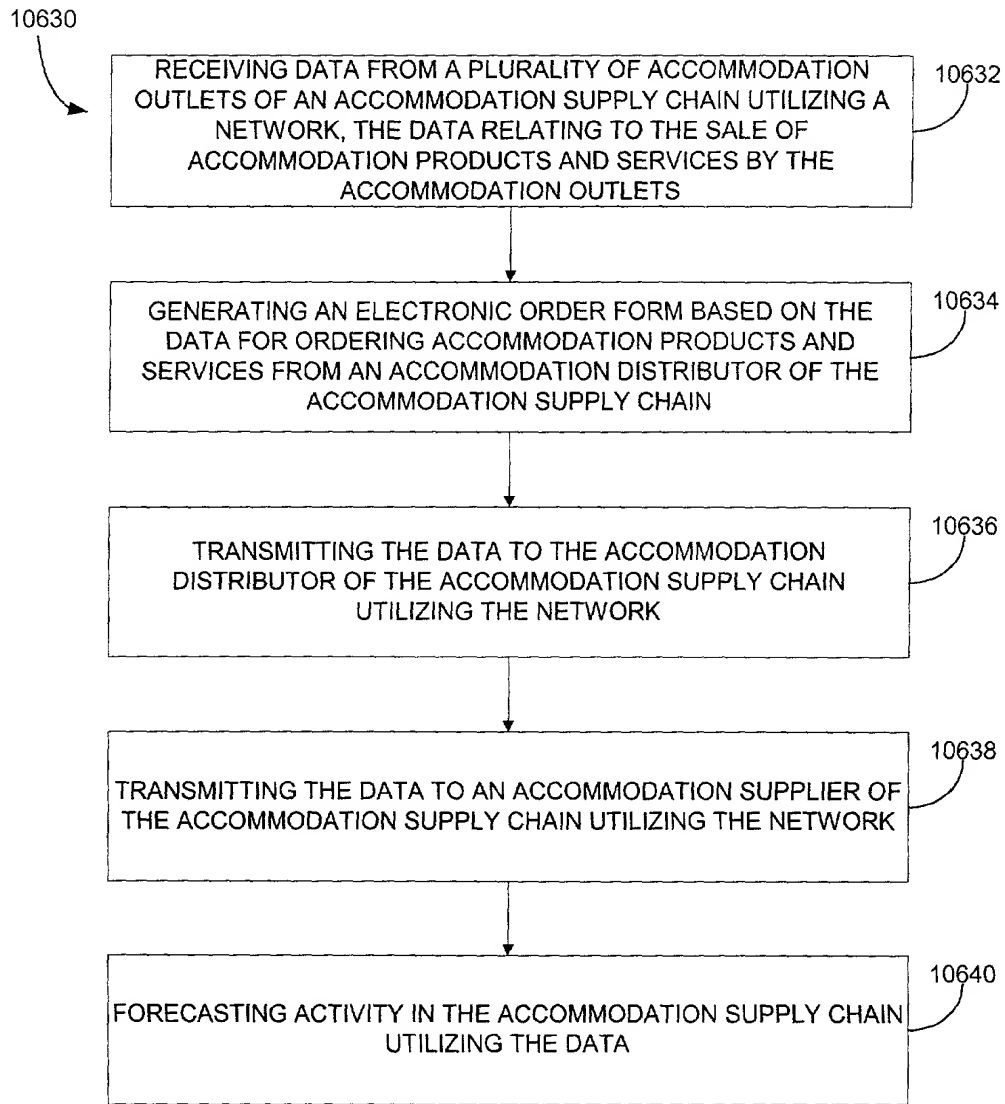 10630
RECEIVING DATA FROM A PLURALITY OF ACCOMMODATION
OUTLETS OF AN ACCOMMODATION SUPPLY CHAIN UTILIZING A
NETWORK, THE DATA RELATING TO THE SALE OF
ACCOMMODATION PRODUCTS AND SERVICES BY THE
ACCOMMODATION OUTLETS
10632
GENERATING AN ELECTRONIC ORDER FORM BASED ON THE
DATA FOR ORDERING ACCOMMODATION PRODUCTS AND
SERVICES FROM AN ACCOMMODATION DISTRIBUTOR OF THE
ACCOMMODATION SUPPLY CHAIN
10634
TRANSMITTING THE DATA TO THE ACCOMMODATION
DISTRIBUTOR OF THE ACCOMMODATION SUPPLY CHAIN
UTILIZING THE NETWORK
10636
TRANSMITTING THE DATA TO AN ACCOMMODATION SUPPLIER OF
THE ACCOMMODATION SUPPLY CHAIN UTILIZING THE NETWORK
10638
FORECASTING ACTIVITY IN THE ACCOMMODATION SUPPLY CHAIN
UTILIZING THE DATA
10640